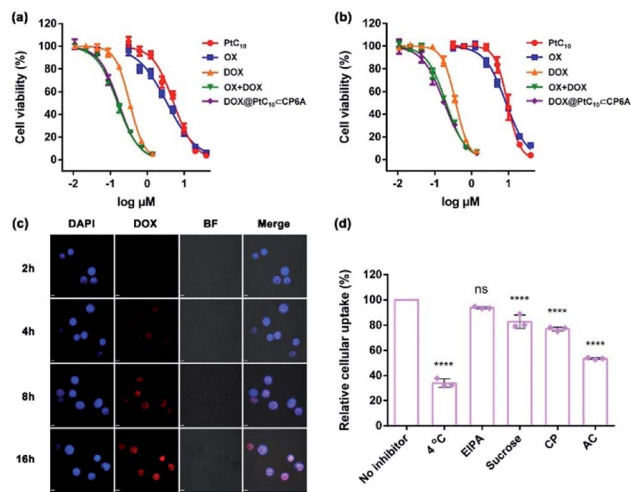 (a)
120
100
80
60
40
20
0
Cell viability (%)
-2 -1 0 1 2
log μM
PtC10
OX
DOX
OX+DOX
DOX@PtC10⊂CP6A
(b)
120
100
80
60
40
20
0
Cell viability (%)
-2 -1 0 1 2
log μM
PtC10
OX
DOX
OX+DOX
DOX@PtC10⊂CP6A
(c)
DAPI DOX BF Merge
2h
4h
8h
16h
(d)
120
100
80
60
40
20
0
Relative cellular uptake (%)
ns
****
****
****
****
No inhibitor
4 °C
EIPA
Sucrose
CP
AC